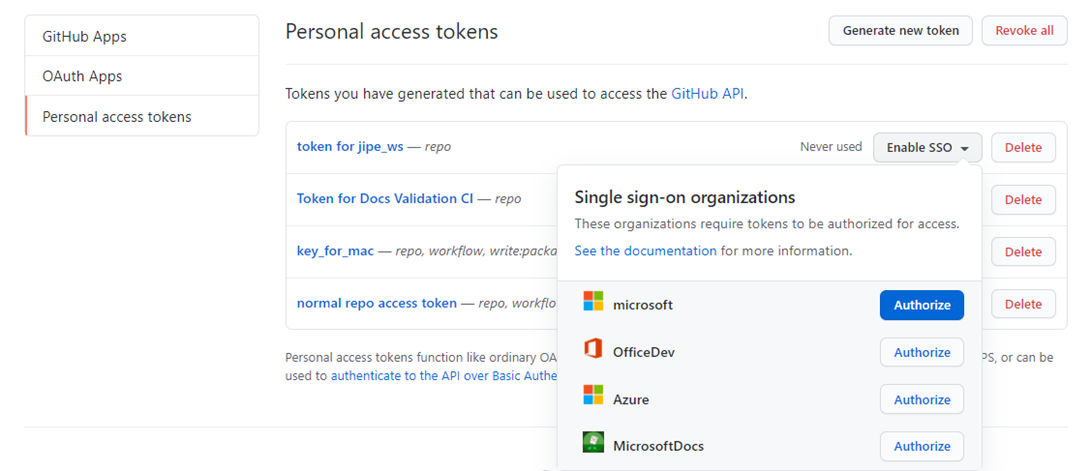 GitHub Apps
OAuth Apps
Personal access tokens
Personal access tokens
Generate new token
Revoke all
Tokens you have generated that can be used to access the GitHub API.
token for jipe_ws — repo
Never used
Enable SSO
Delete
Token for Docs Validation CI — repo
Delete
key_for_mac — repo, workflow, write:packa
Delete
normal repo access token — repo, workflo
Delete
Single sign-on organizations
These organizations require tokens to be authorized for access.
See the documentation for more information.
microsoft
Authorize
OfficeDev
Authorize
Azure
Authorize
MicrosoftDocs
Authorize
Personal access tokens function like ordinary OA
PS, or can be
used to authenticate to the API over Basic Authe